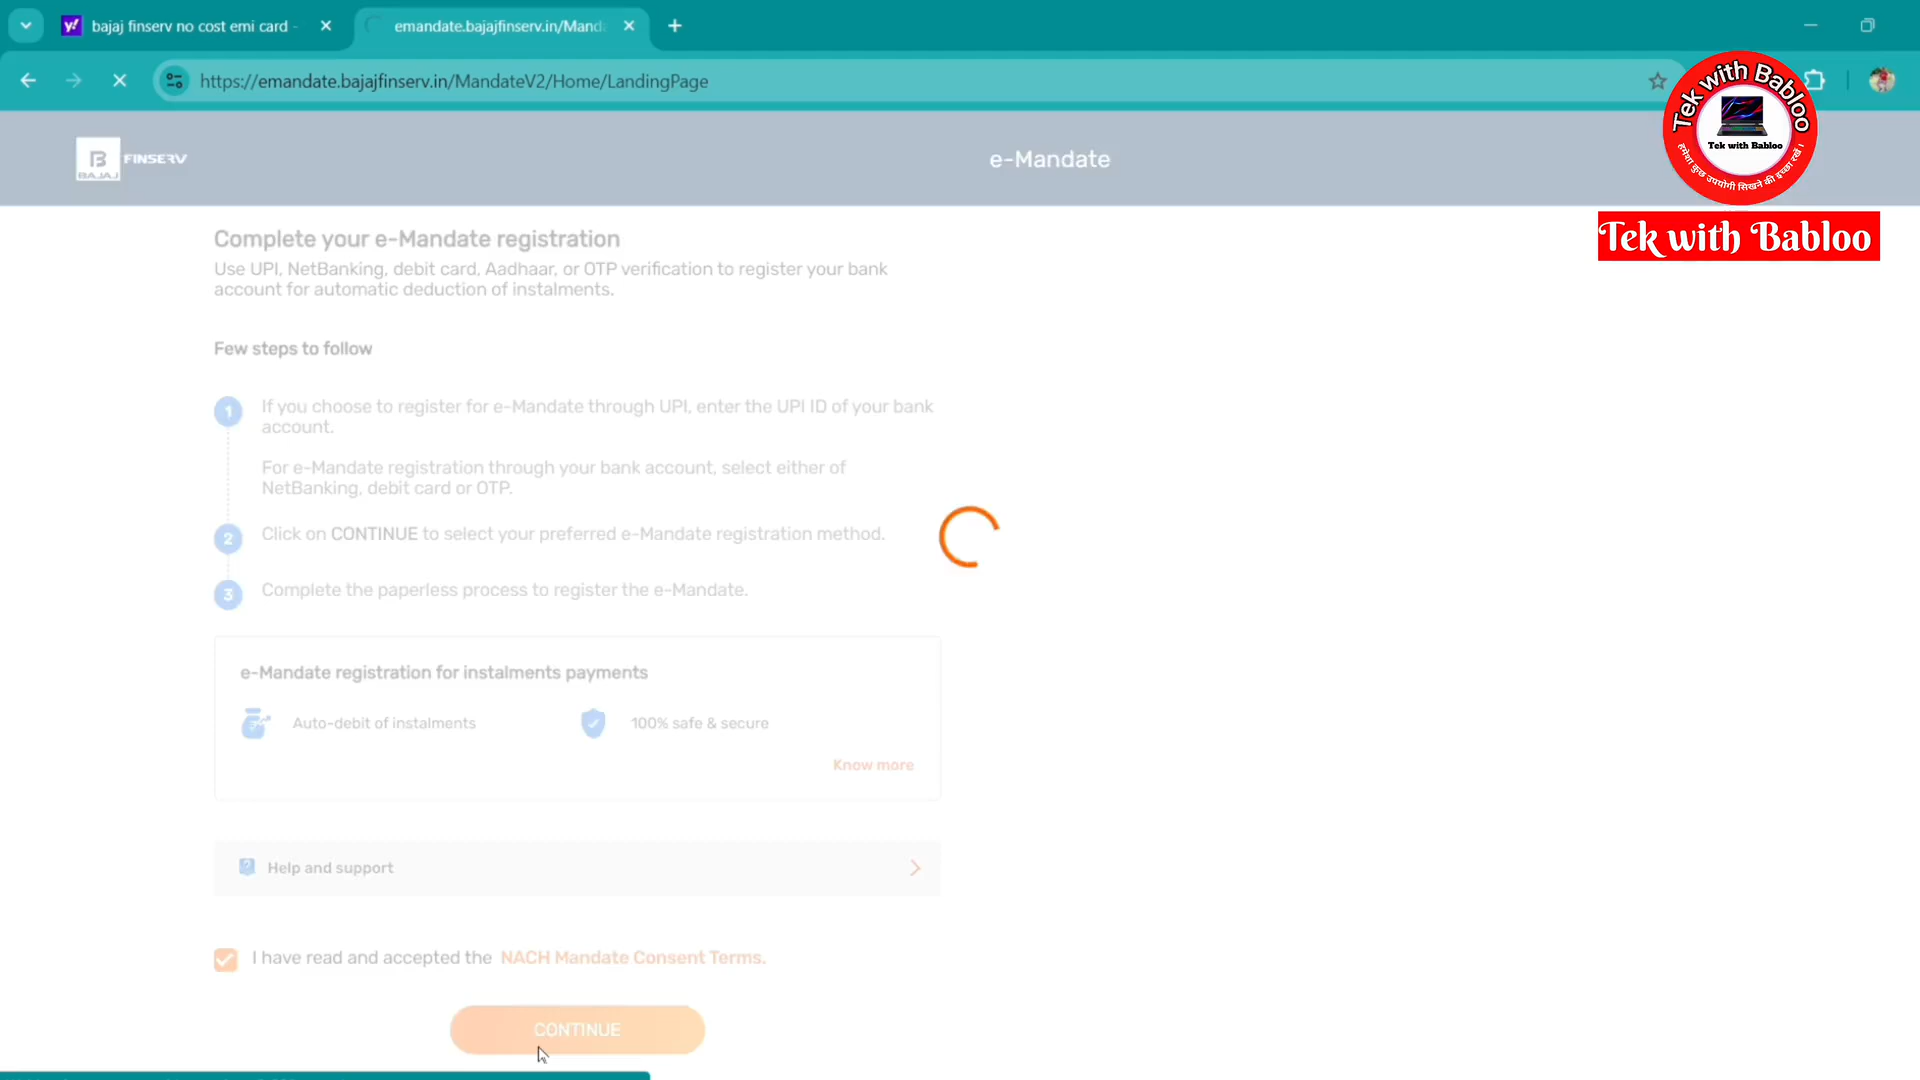 bajaj finserv no cost emi card -
emandate.bajajfinserv.in/Manda
https://emandate.bajajfinserv.in/MandateV2/Home/LandingPage
B
BAJAJ
FINSERV
e-Mandate
Tek with Babloo
Tek with Babloo
हमेशा कुछ उपयोगी सिखने की इच्छा रखें।
Tek with Babloo
Complete your e-Mandate registration
Use UPI, NetBanking, debit card, Aadhaar, or OTP verification to register your bank
account for automatic deduction of instalments.
Few steps to follow
1
If you choose to register for e-Mandate through UPI, enter the UPI ID of your bank
account.
For e-Mandate registration through your bank account, select either of
NetBanking, debit card or OTP.
2
Click on CONTINUE to select your preferred e-Mandate registration method.
3
Complete the paperless process to register the e-Mandate.
e-Mandate registration for instalments payments
Auto-debit of instalments
100% safe & secure
Know more
Help and support
I have read and accepted the NACH Mandate Consent Terms.
CONTINUE